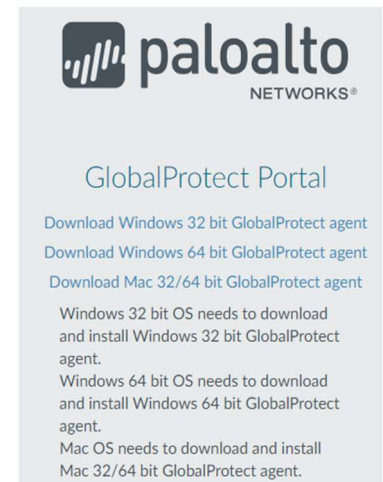 paloalto
NETWORKS®
GlobalProtect Portal
Download Windows 32 bit GlobalProtect agent
Download Windows 64 bit GlobalProtect agent
Download Mac 32/64 bit GlobalProtect agent
Windows 32 bit OS needs to download
and install Windows 32 bit GlobalProtect
agent.
Windows 64 bit OS needs to download
and install Windows 64 bit GlobalProtect
agent.
Mac OS needs to download and install
Mac 32/64 bit GlobalProtect agent.